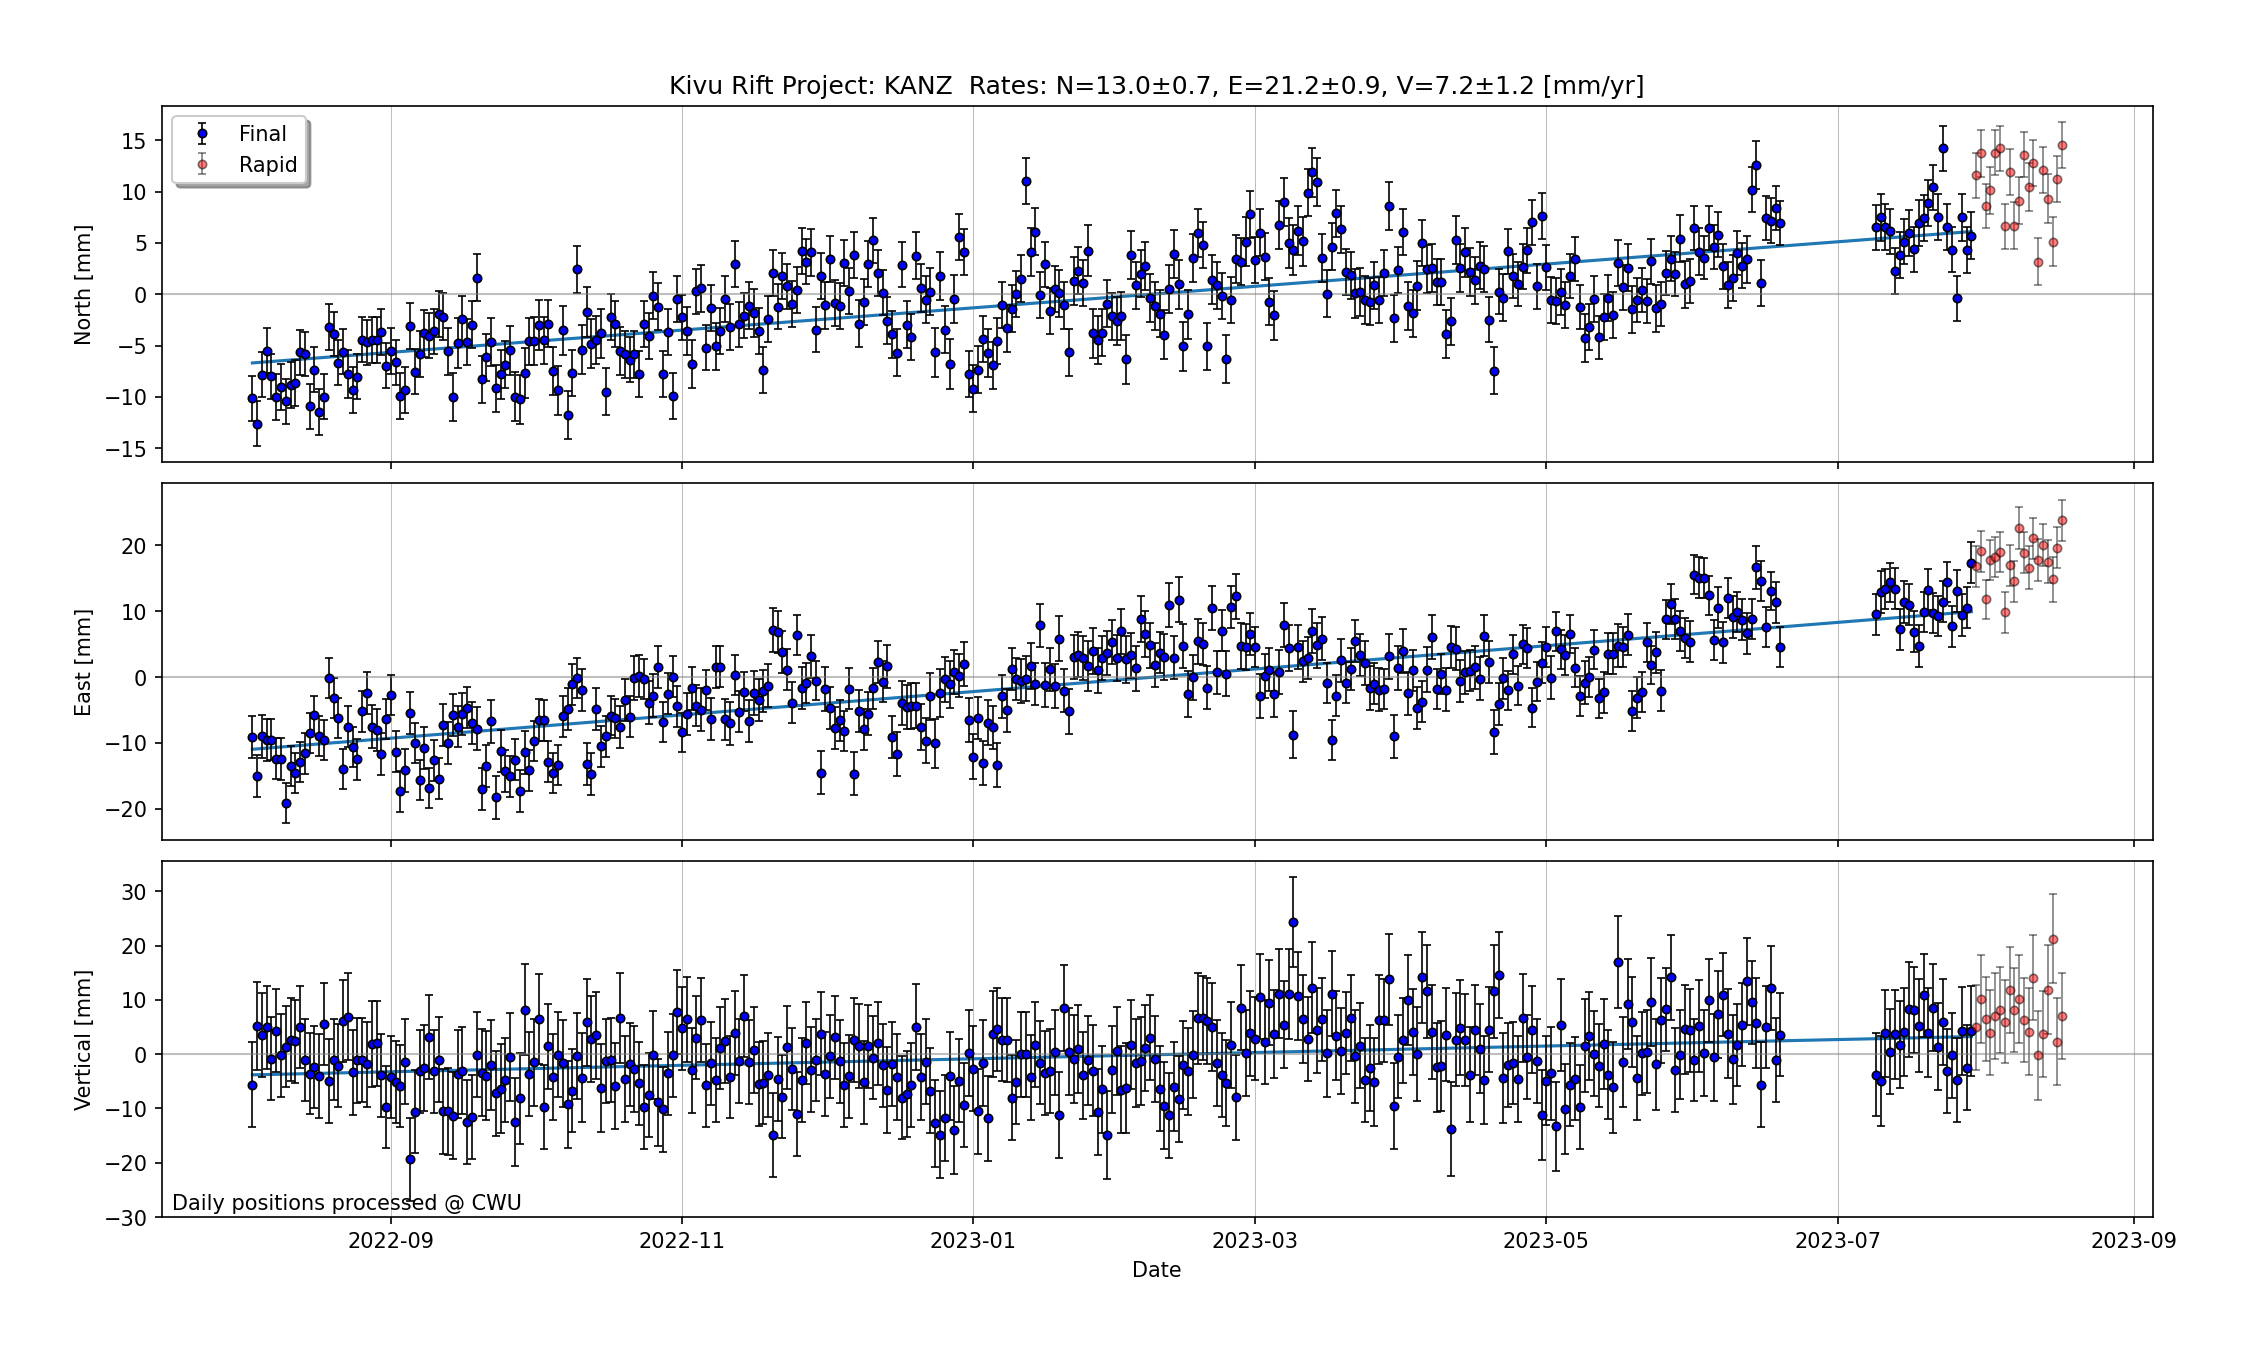 Kivu Rift Project: KANZ  Rates: N=13.0±0.7, E=21.2±0.9, V=7.2±1.2 [mm/yr]
Final
Rapid
North [mm]
15
10
5
0
−5
−10
−15
East [mm]
20
10
0
−10
−20
Vertical [mm]
30
20
10
0
−10
−20
−30
Daily positions processed @ CWU
2022-09 2022-11 2023-01 2023-03 2023-05 2023-07 2023-09
Date